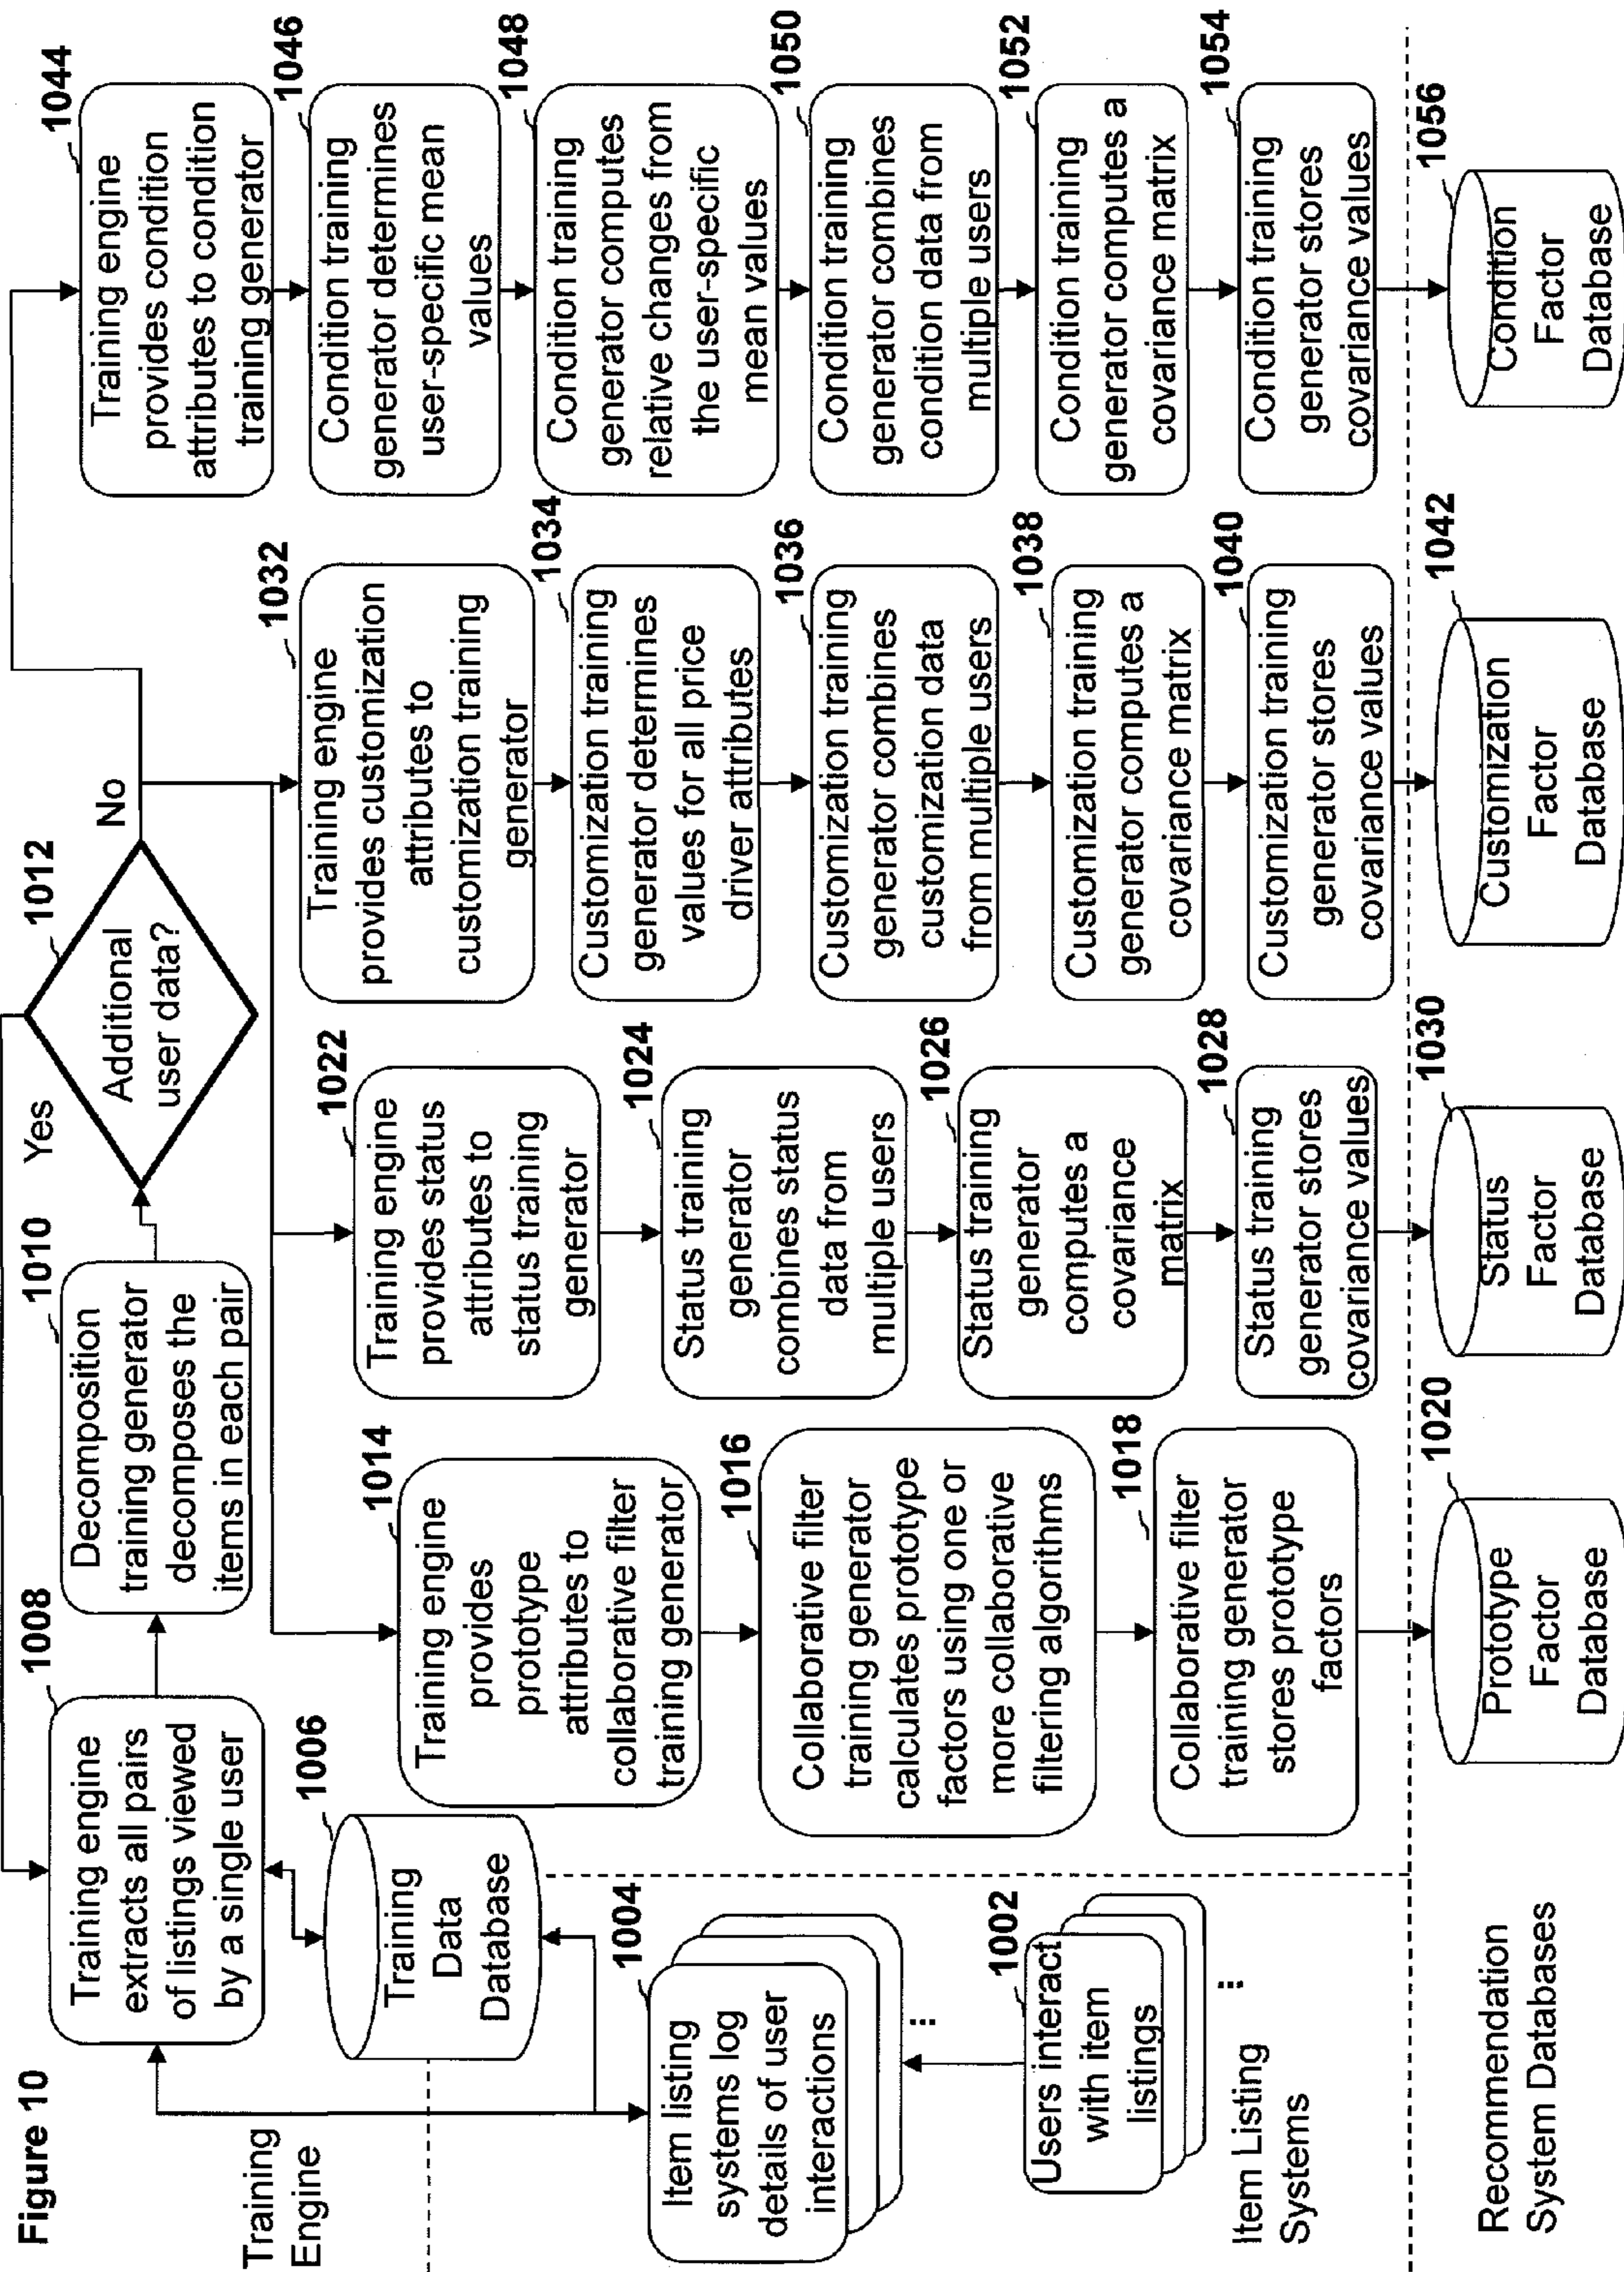 Figure 10
Training
Engine
1008
Training engine
extracts all pairs
of listings viewed
by a single user
1010
Decomposition
training generator
decomposes the
items in each pair
Yes
1012
Additional
user data?
No
1006
Training
Data
Database
1004
Item listing
systems log
details of user
interactions
...
1002
Users interact
with item
listings
...
Item Listing
Systems
1014
Training engine
provides
prototype
attributes to
collaborative filter
training generator
1016
Collaborative filter
training generator
calculates prototype
factors using one or
more collaborative
filtering algorithms
1018
Collaborative filter
training generator
stores prototype
factors
1022
Training engine
provides status
attributes to
status training
generator
1024
Status training
generator
combines status
data from
multiple users
1026
Status training
generator
computes a
covariance
matrix
1028
Status training
generator stores
covariance values
1032
Training engine
provides customization
attributes to
customization training
generator
1034
Customization training
generator determines
values for all price
driver attributes
1036
Customization training
generator combines
customization data
from multiple users
1038
Customization training
generator computes a
covariance matrix
1040
Customization training
generator stores
covariance values
1044
Training engine
provides condition
attributes to condition
training generator
1046
Condition training
generator determines
user-specific mean
values
1048
Condition training
generator computes
relative changes from
the user-specific
mean values
1050
Condition training
generator combines
condition data from
multiple users
1052
Condition training
generator computes a
covariance matrix
1054
Condition training
generator stores
covariance values
Recommendation
System Databases
1020
Prototype
Factor
Database
1030
Status
Factor
Database
1042
Customization
Factor
Database
1056
Condition
Factor
Database